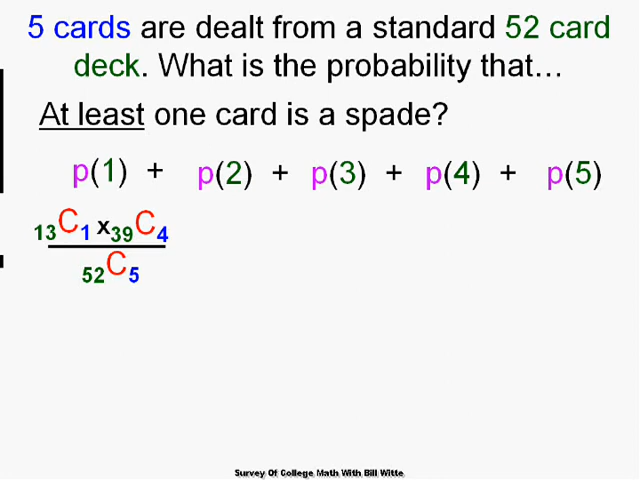 5 cards are dealt from a standard 52 card
deck. What is the probability that...
At least one card is a spade?
p(1) + p(2) + p(3) + p(4) + p(5)
13C1 x 39C4
52C5
Survey Of College Math With Bill Witte